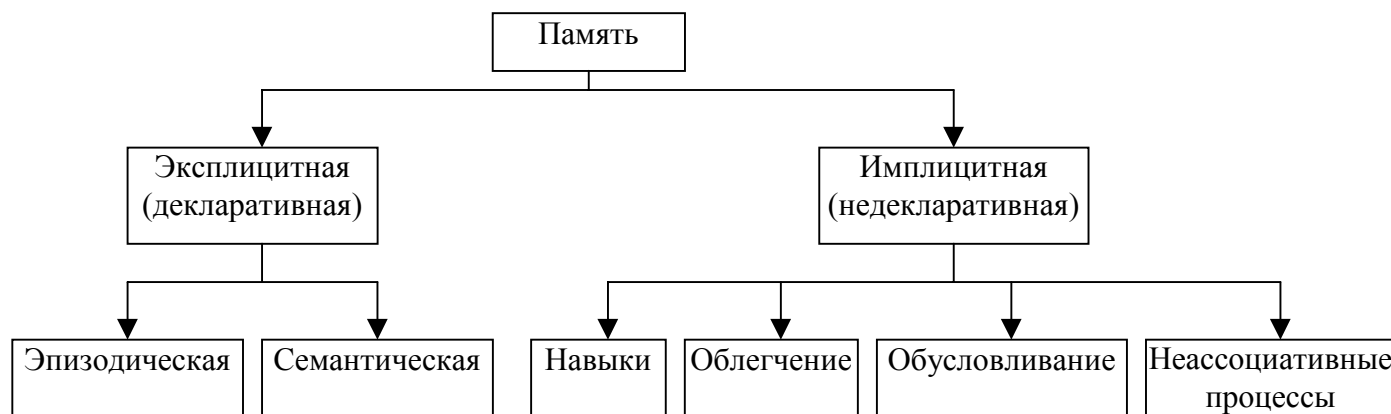 Память
Эксплицитная
(декларативная)
Имплицитная
(недекларативная)
Эпизодическая
Семантическая
Навыки
Облегчение
Обусловливание
Неассоциативные
процессы